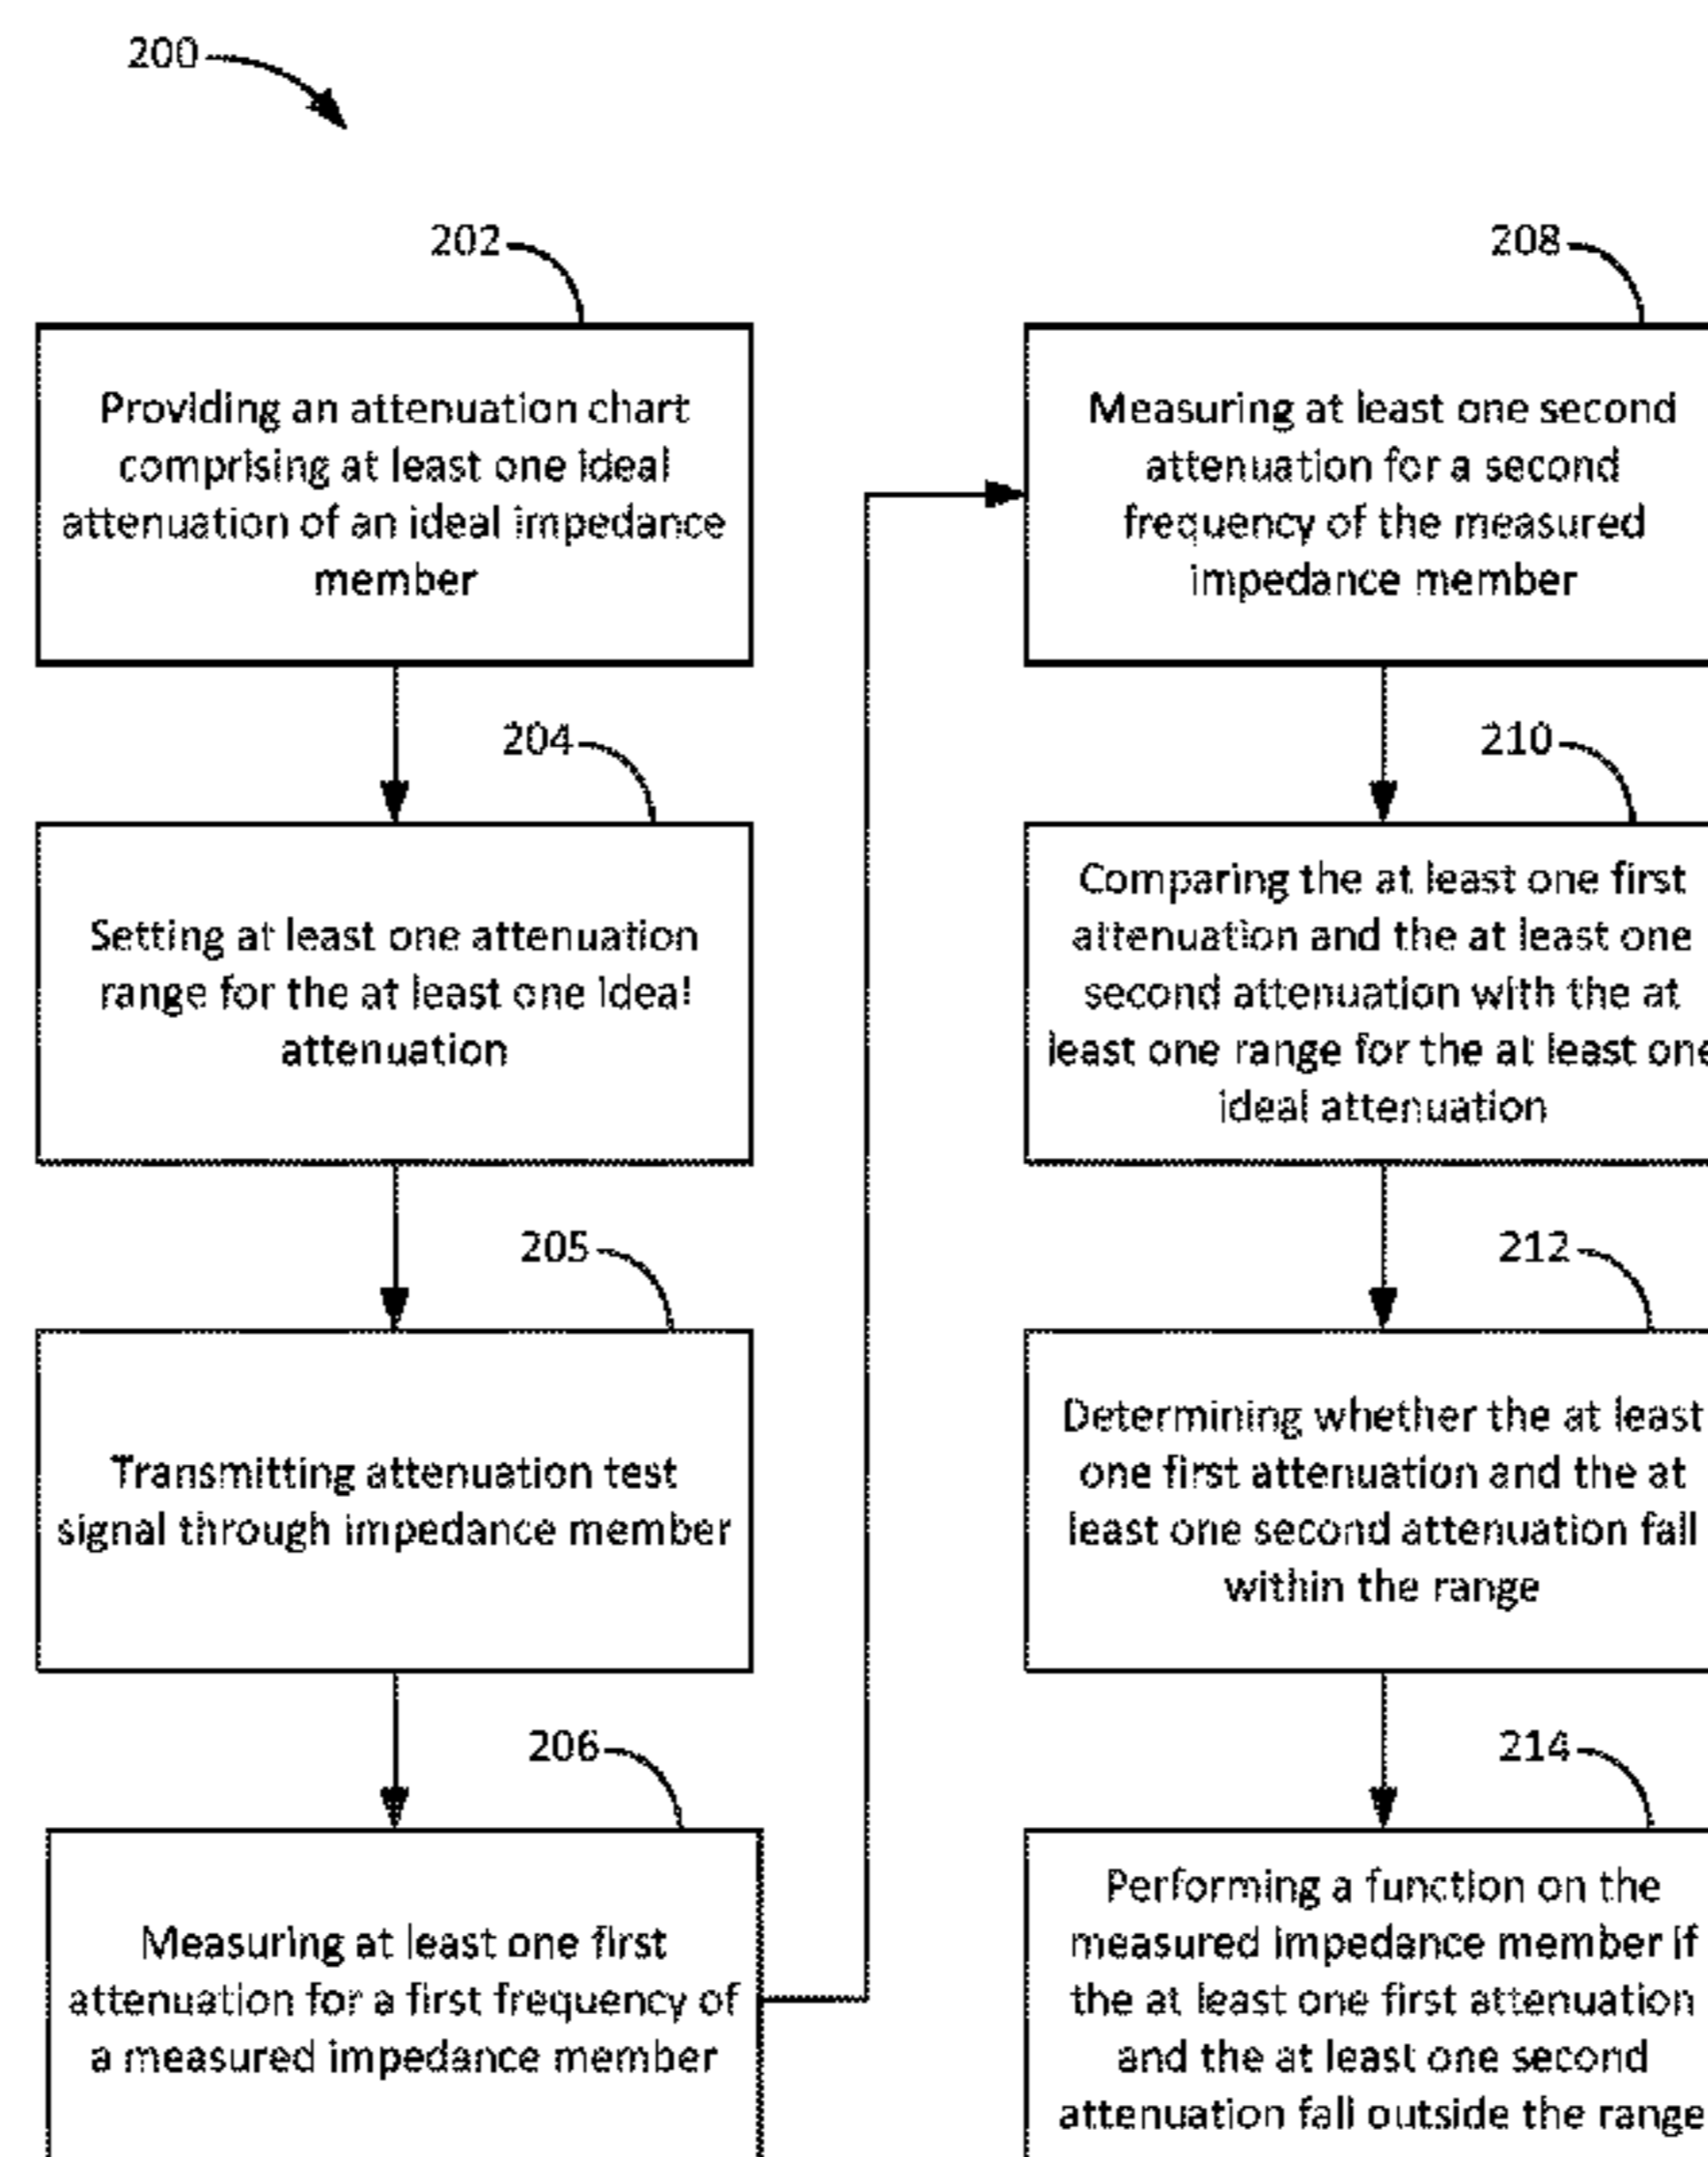 200
202
Providing an attenuation chart
comprising at least one ideal
attenuation of an ideal impedance
member
204
Setting at least one attenuation
range for the at least one ideal
attenuation
205
Transmitting attenuation test
signal through impedance member
206
Measuring at least one first
attenuation for a first frequency of
a measured impedance member
208
Measuring at least one second
attenuation for a second
frequency of the measured
impedance member
210
Comparing the at least one first
attenuation and the at least one
second attenuation with the at
least one range for the at least one
ideal attenuation
212
Determining whether the at least
one first attenuation and the at
least one second attenuation fall
within the range
214
Performing a function on the
measured impedance member if
the at least one first attenuation
and the at least one second
attenuation fall outside the range